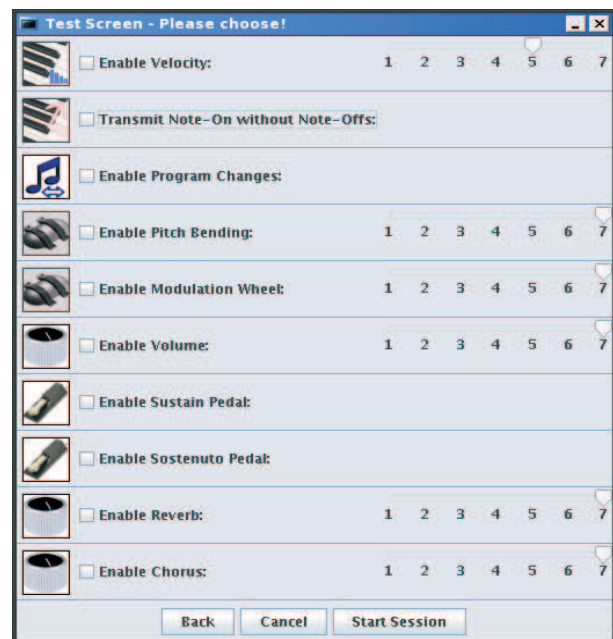 Test Screen - Please choose!
Enable Velocity: 1 2 3 4 5 6 7
Transmit Note-On without Note-Offs:
Enable Program Changes:
Enable Pitch Bending: 1 2 3 4 5 6 7
Enable Modulation Wheel: 1 2 3 4 5 6 7
Enable Volume: 1 2 3 4 5 6 7
Enable Sustain Pedal:
Enable Sostenuto Pedal:
Enable Reverb: 1 2 3 4 5 6 7
Enable Chorus: 1 2 3 4 5 6 7
Back Cancel Start Session